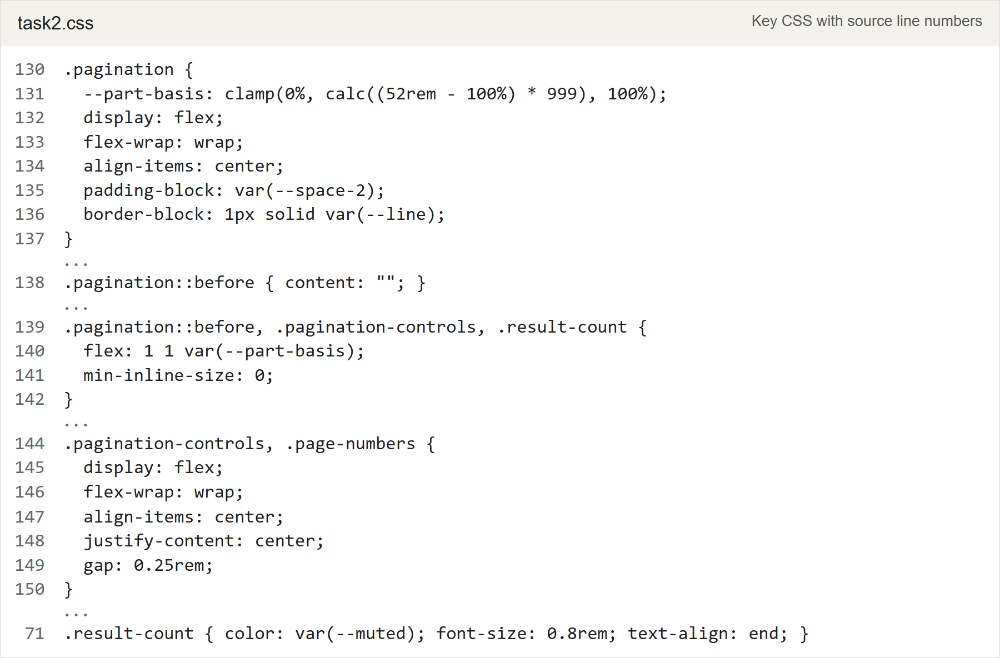 task2.css
Key CSS with source line numbers
130 .pagination {
131   --part-basis: clamp(0%, calc((52rem - 100%) * 999), 100%);
132   display: flex;
133   flex-wrap: wrap;
134   align-items: center;
135   padding-block: var(--space-2);
136   border-block: 1px solid var(--line);
137 }
...
138 .pagination::before { content: ""; }
...
139 .pagination::before, .pagination-controls, .result-count {
140   flex: 1 1 var(--part-basis);
141   min-inline-size: 0;
142 }
...
144 .pagination-controls, .page-numbers {
145   display: flex;
146   flex-wrap: wrap;
147   align-items: center;
148   justify-content: center;
149   gap: 0.25rem;
150 }
...
71 .result-count { color: var(--muted); font-size: 0.8rem; text-align: end; }